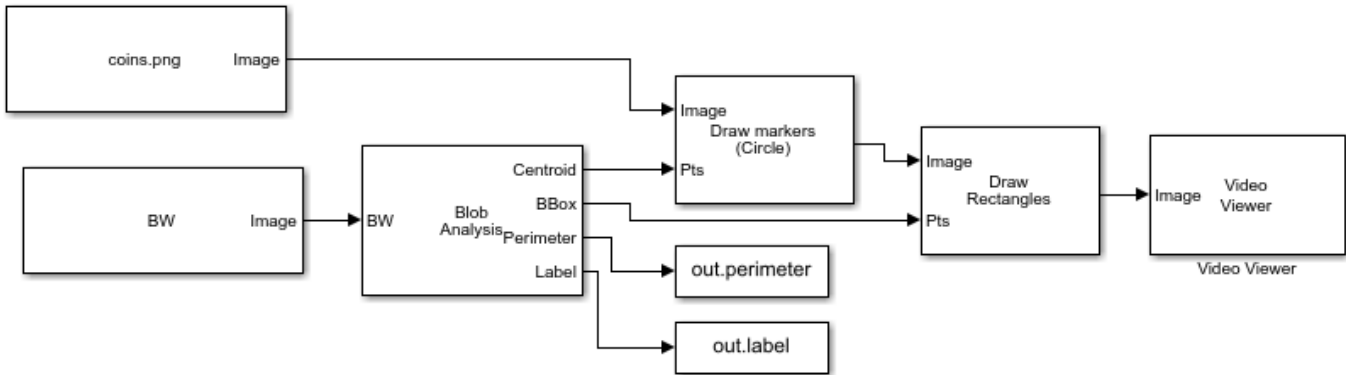 coins.png
Image
BW
Image
BW
Blob
Analysis
Centroid
BBox
Perimeter
Label
Image
Pts
Draw markers
(Circle)
out.perimeter
out.label
Image
Pts
Draw
Rectangles
Image
Video
Viewer
Video Viewer